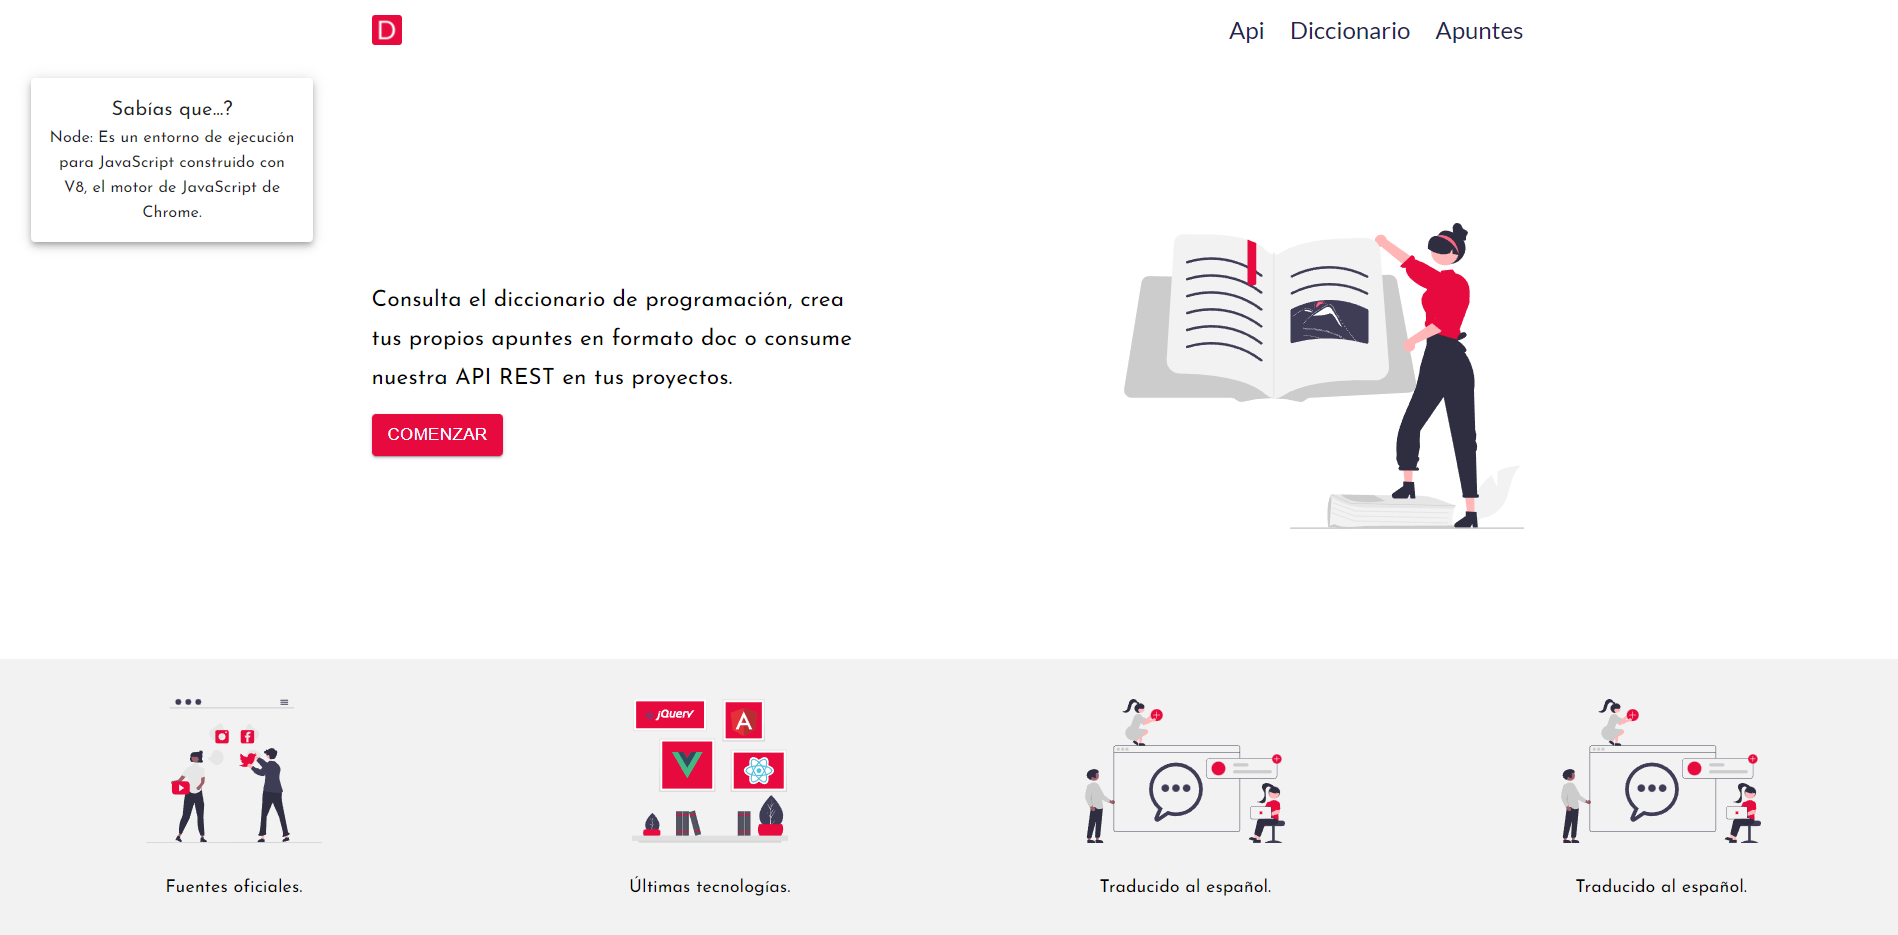 D
Api Diccionario Apuntes
Sabías que...?
Node: Es un entorno de ejecución
para JavaScript construido con
V8, el motor de JavaScript de
Chrome.
Consulta el diccionario de programación, crea
tus propios apuntes en formato doc o consume
nuestra API REST en tus proyectos.
COMENZAR
jQuery
A
Fuentes oficiales.
Últimas tecnologías.
Traducido al español.
Traducido al español.